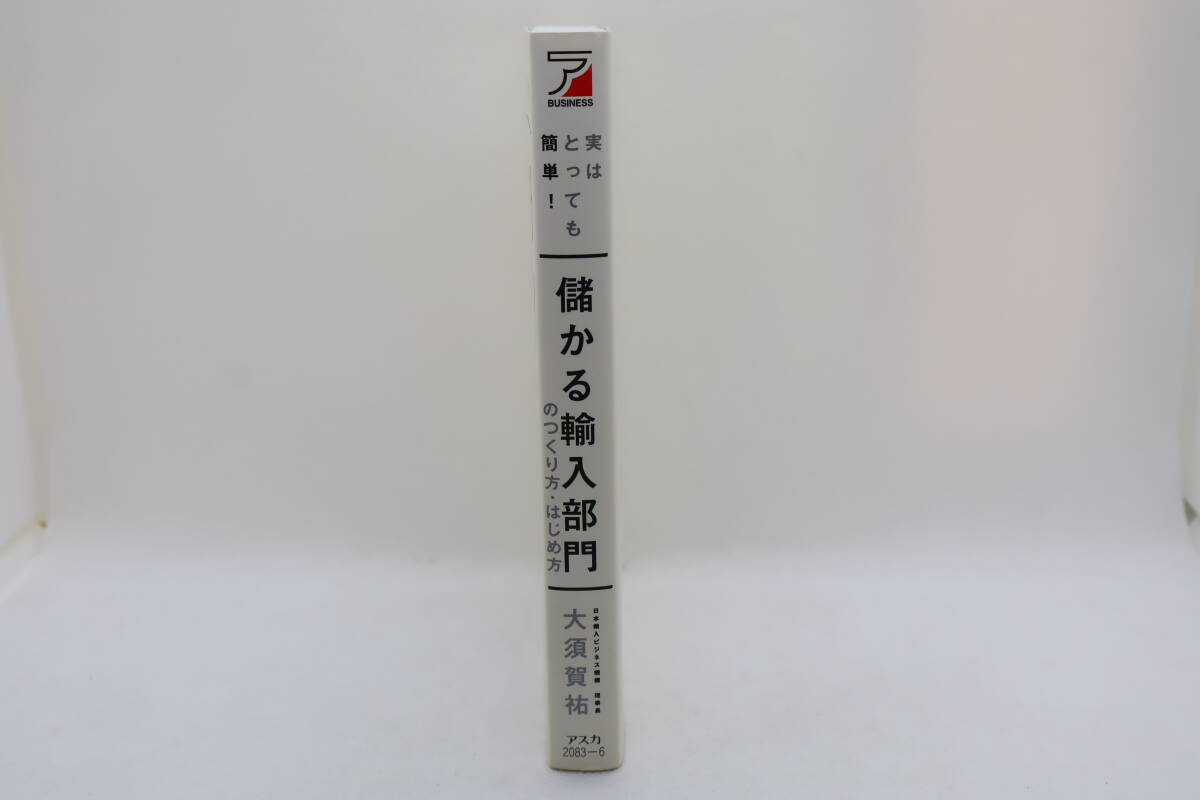 ア
BUSINESS
実は
とっても
簡単！
儲かる輸入部門
のつくり方・はじめ方
日本輸入ビジネス機構 理事長
大須賀祐
アスカ
2083-6